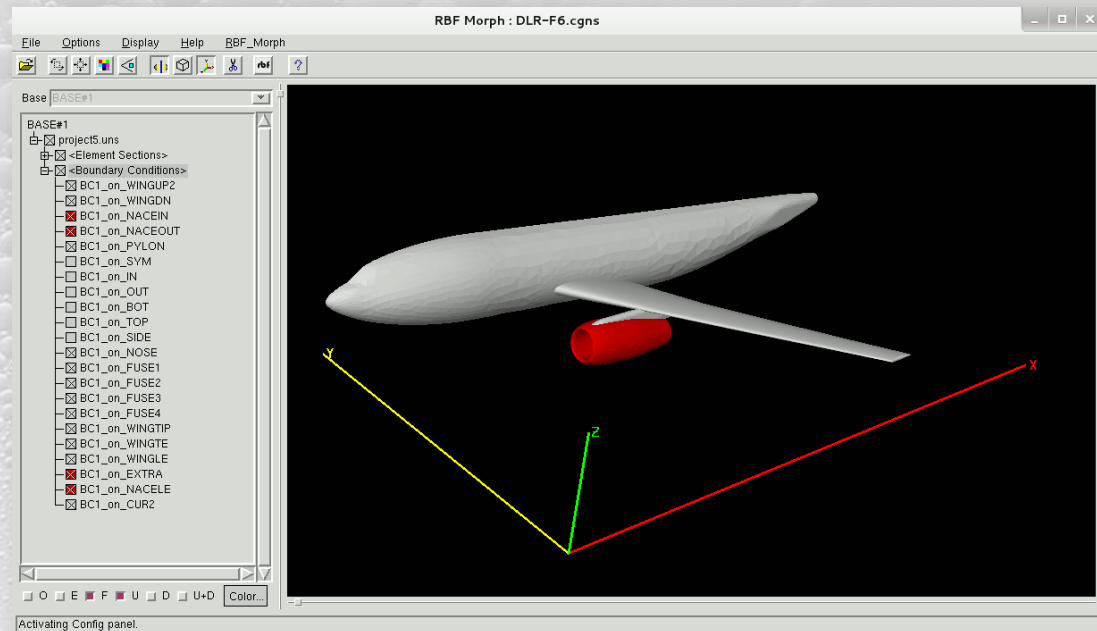 RBF Morph : DLR-F6.cgns
File Options Display Help RBF_Morph
rbf ?
Base BASE#1
BASE#1
project5.uns
<Element Sections>
<Boundary Conditions>
BC1_on_WINGUP2
BC1_on_WINGDN
BC1_on_NACEIN
BC1_on_NACEOUT
BC1_on_PYLON
BC1_on_SYM
BC1_on_IN
BC1_on_OUT
BC1_on_BOT
BC1_on_TOP
BC1_on_SIDE
BC1_on_NOSE
BC1_on_FUSE1
BC1_on_FUSE2
BC1_on_FUSE3
BC1_on_FUSE4
BC1_on_WINGTIP
BC1_on_WINGTE
BC1_on_WINGLE
BC1_on_EXTRA
BC1_on_NACELE
BC1_on_CUR2
Y
X
Z
O E F U D U+D Color...
Activating Config panel.